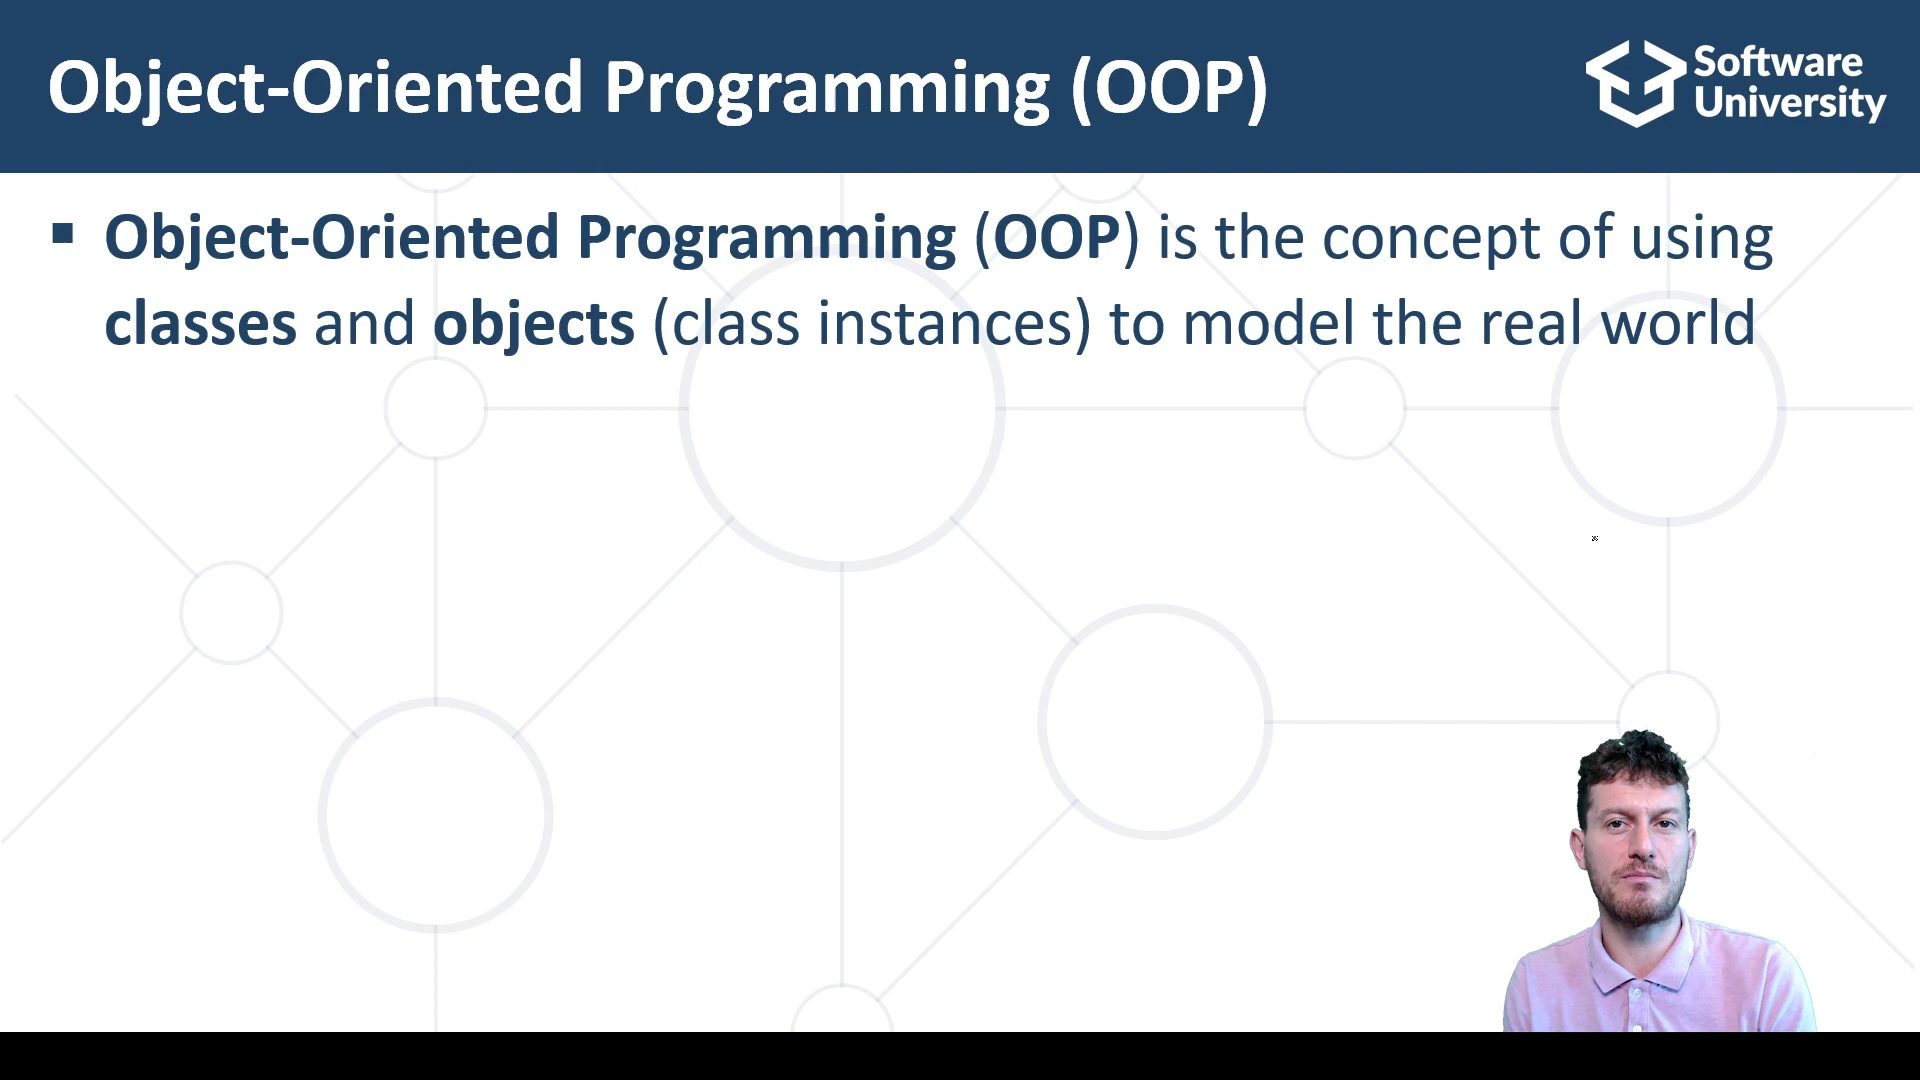 Object-Oriented Programming (OOP)
Software
University
▪ Object-Oriented Programming (OOP) is the concept of using
classes and objects (class instances) to model the real world